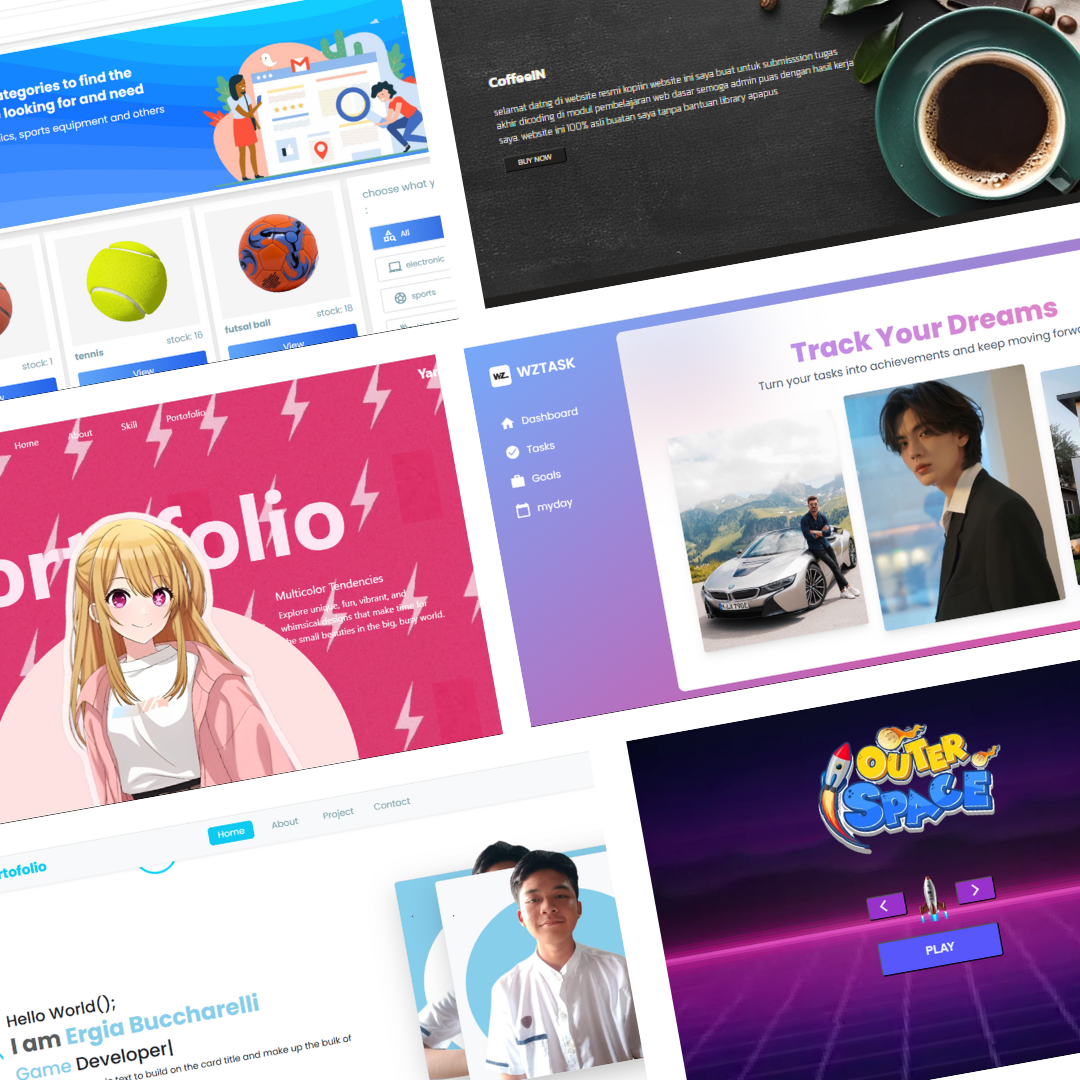 ategories to find the
looking for and need
ics, sports equipment and others
choose what y
:
All
electronic
sports
stock: 1
tennis
stock: 16
View
futsal ball
stock: 18
View
CoffeeIN
selamat datng di website resmi kopiin website ini saya buat untuk submisssion tugas
akhir dicoding di modul pembelajaran web dasar semoga admin puas dengan hasil kerja
saya. website ini 100% asli buatan saya tanpa bantuan library apapus
BUY NOW
Home
About
Skill
Portofolio
Yan
ortofolio
Multicolor Tendencies
Explore unique, fun, vibrant, and
whimsical designs that make time for
the small beauties in the big, busy world.
WZ
WZTASK
Dashboard
Tasks
Goals
myday
Track Your Dreams
Turn your tasks into achievements and keep moving forwa
rtofolio
Home
About
Project
Contact
Hello World();
I am Ergia Buccharelli
Game Developer|
text to build on the card title and make up the bulk of
OUTER
SPACE
<
>
PLAY